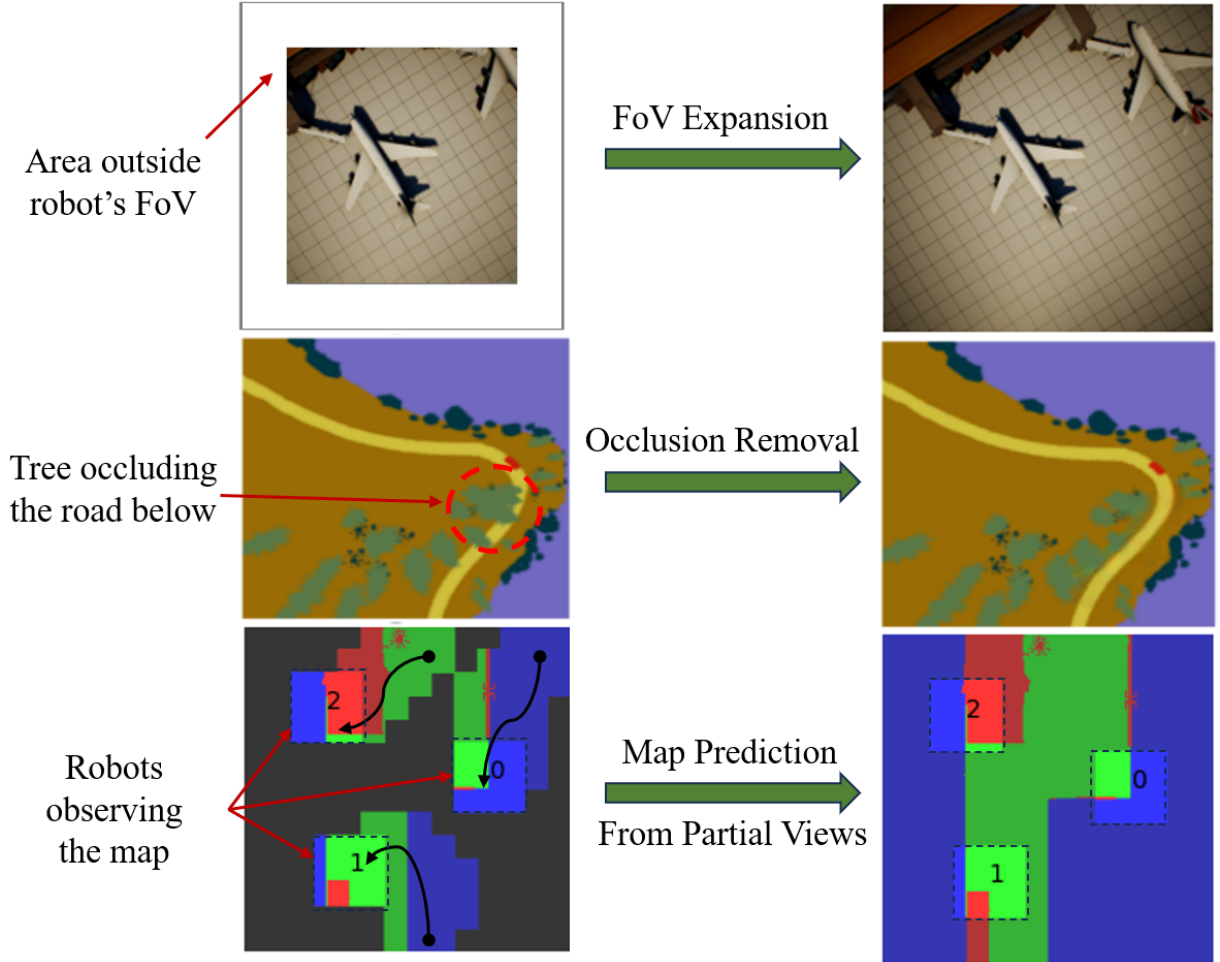 Area outside
robot's FoV
FoV Expansion
Tree occluding
the road below
Occlusion Removal
Robots
observing
the map
2
0
1
Map Prediction
From Partial Views
2
0
1